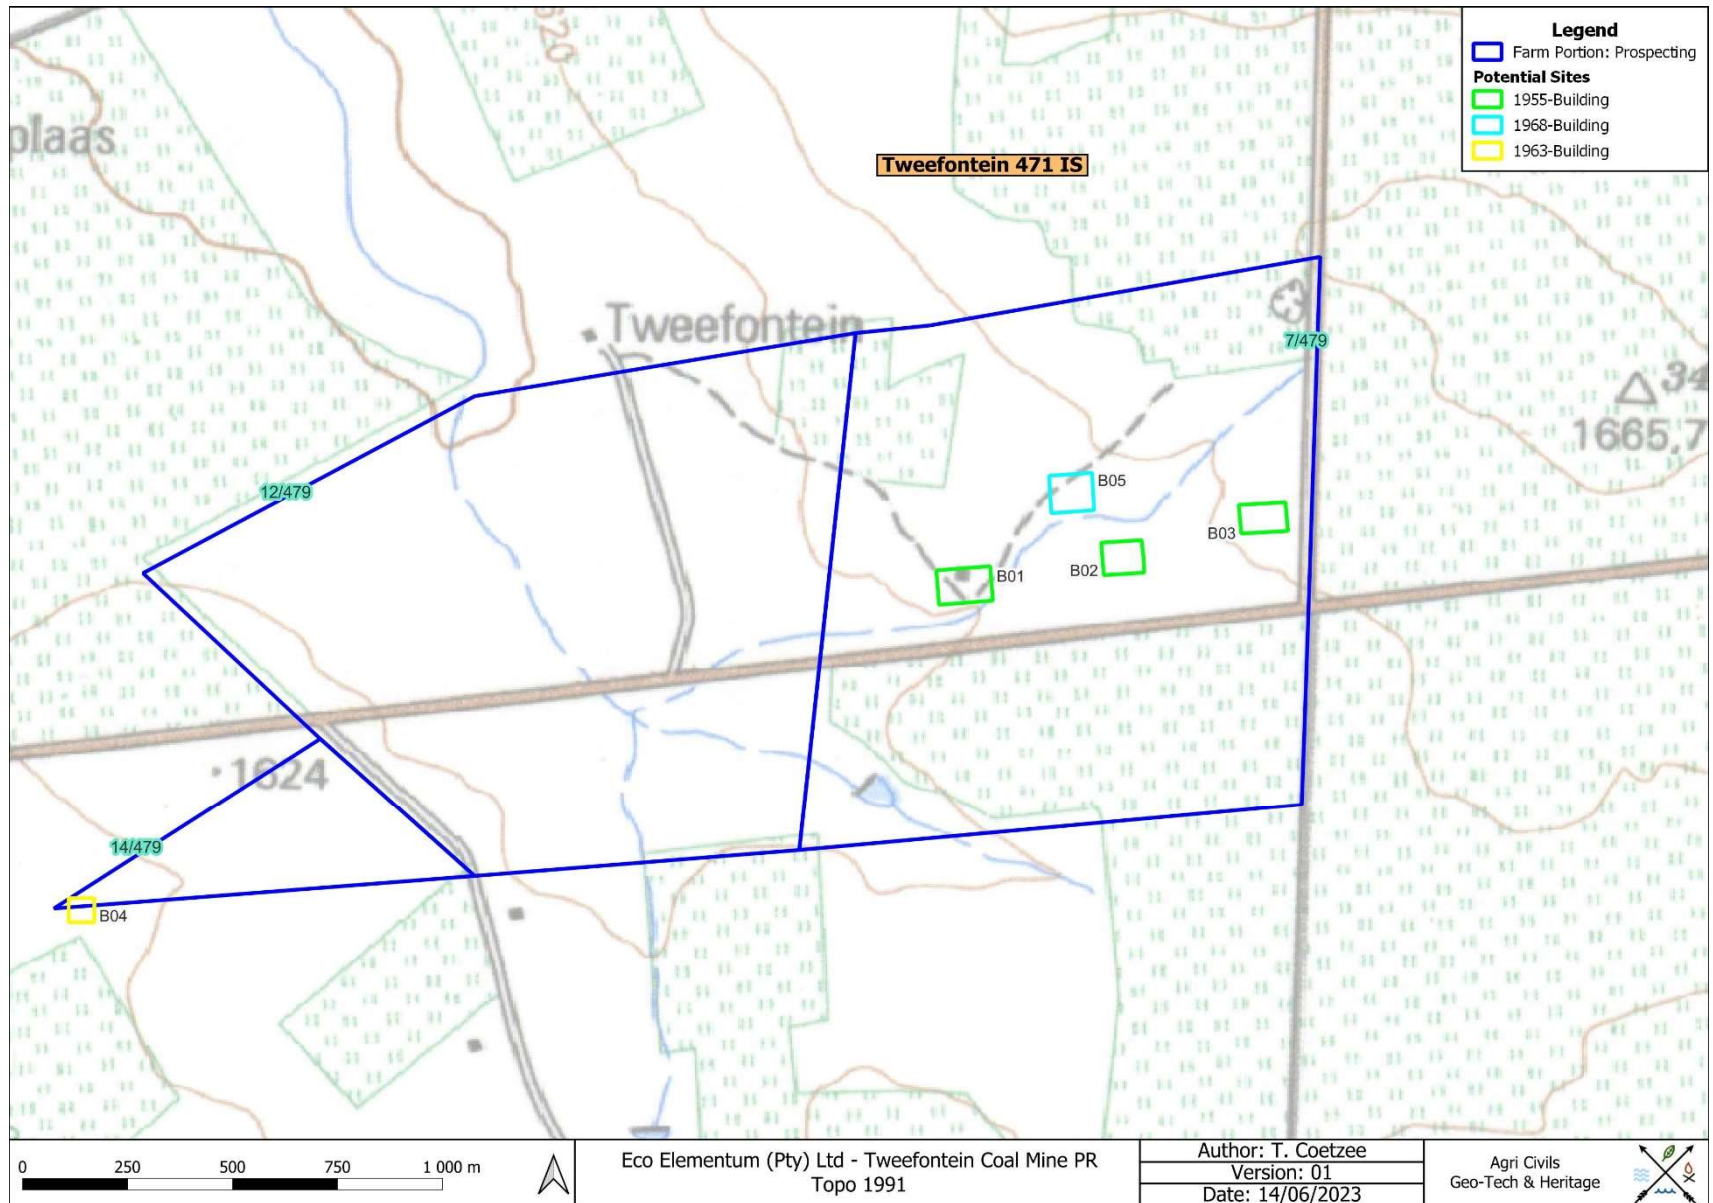 Legend
Farm Portion: Prospecting
Potential Sites
1955-Building
1968-Building
1963-Building
1620
plaas
Tweefontein 471 IS
Tweefontein
7/479
34
1665,7
12/479
B05
B03
B02
B01
1624
14/479
B04
0 250 500 750 1 000 m
Eco Elementum (Pty) Ltd - Tweefontein Coal Mine PR
Topo 1991
Author: T. Coetzee
Version: 01
Date: 14/06/2023
Agri Civils
Geo-Tech & Heritage